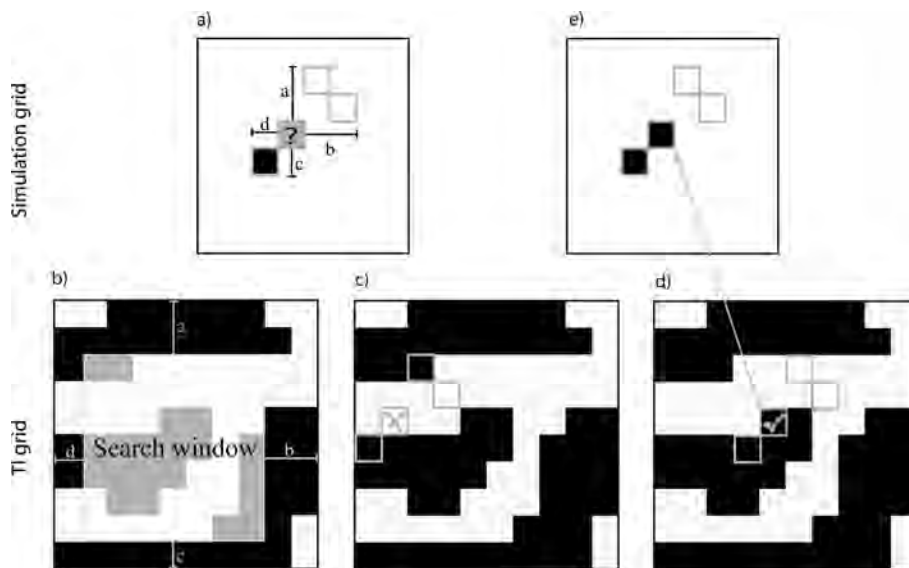 a)
e)
Simulation grid
a
d
?
b
c
b)
c)
d)
TI grid
a
d
Search window
b
c